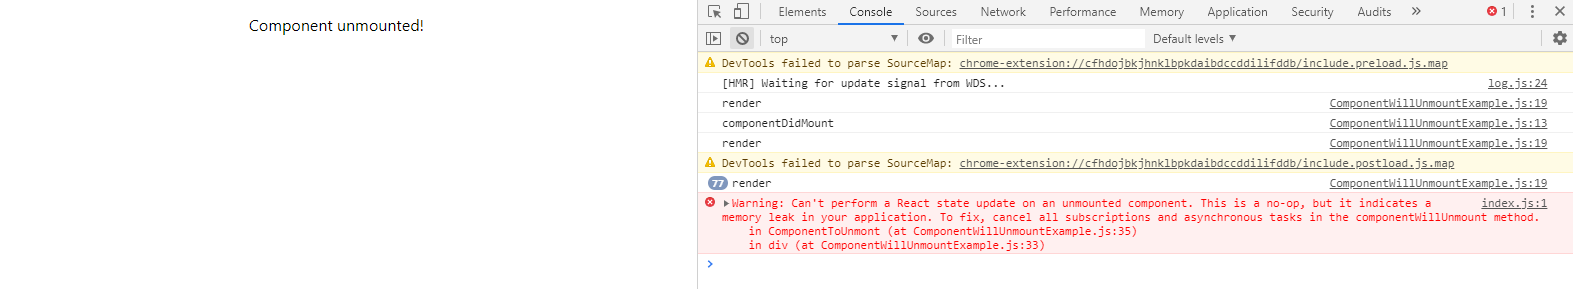 Component unmounted!
Elements Console Sources Network Performance Memory Application Security Audits » 1
top ▼ Filter Default levels ▼
DevTools failed to parse SourceMap: chrome-extension://cfhdojbkjhnklbpkdaibdccddilifddb/include.preload.js.map
[HMR] Waiting for update signal from WDS... log.js:24
render ComponentWillUnmountExample.js:19
componentDidMount ComponentWillUnmountExample.js:13
render ComponentWillUnmountExample.js:19
DevTools failed to parse SourceMap: chrome-extension://cfhdojbkjhnklbpkdaibdccddilifddb/include.postload.js.map
77 render ComponentWillUnmountExample.js:19
▶Warning: Can't perform a React state update on an unmounted component. This is a no-op, but it indicates a index.js:1
memory leak in your application. To fix, cancel all subscriptions and asynchronous tasks in the componentWillUnmount method.
in ComponentToUnmont (at ComponentWillUnmountExample.js:35)
in div (at ComponentWillUnmountExample.js:33)
>